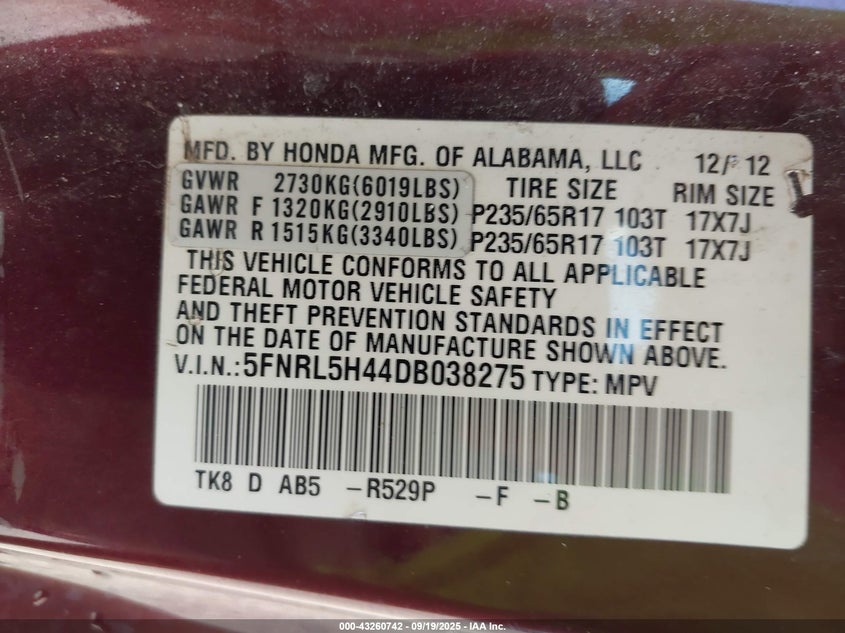 MFD. BY HONDA MFG. OF ALABAMA, LLC 12/ 12
GVWR 2730KG(6019LBS) TIRE SIZE RIM SIZE
GAWR F 1320KG(2910LBS) P235/65R17 103T 17X7J
GAWR R 1515KG(3340LBS) P235/65R17 103T 17X7J
THIS VEHICLE CONFORMS TO ALL APPLICABLE
FEDERAL MOTOR VEHICLE SAFETY
AND THEFT PREVENTION STANDARDS IN EFFECT
ON THE DATE OF MANUFACTURE SHOWN ABOVE.
V.I.N.:5FNRL5H44DB038275 TYPE: MPV
TK8 D AB5 -R529P -F -B
000-43260742 - 09/19/2025 - IAA Inc.